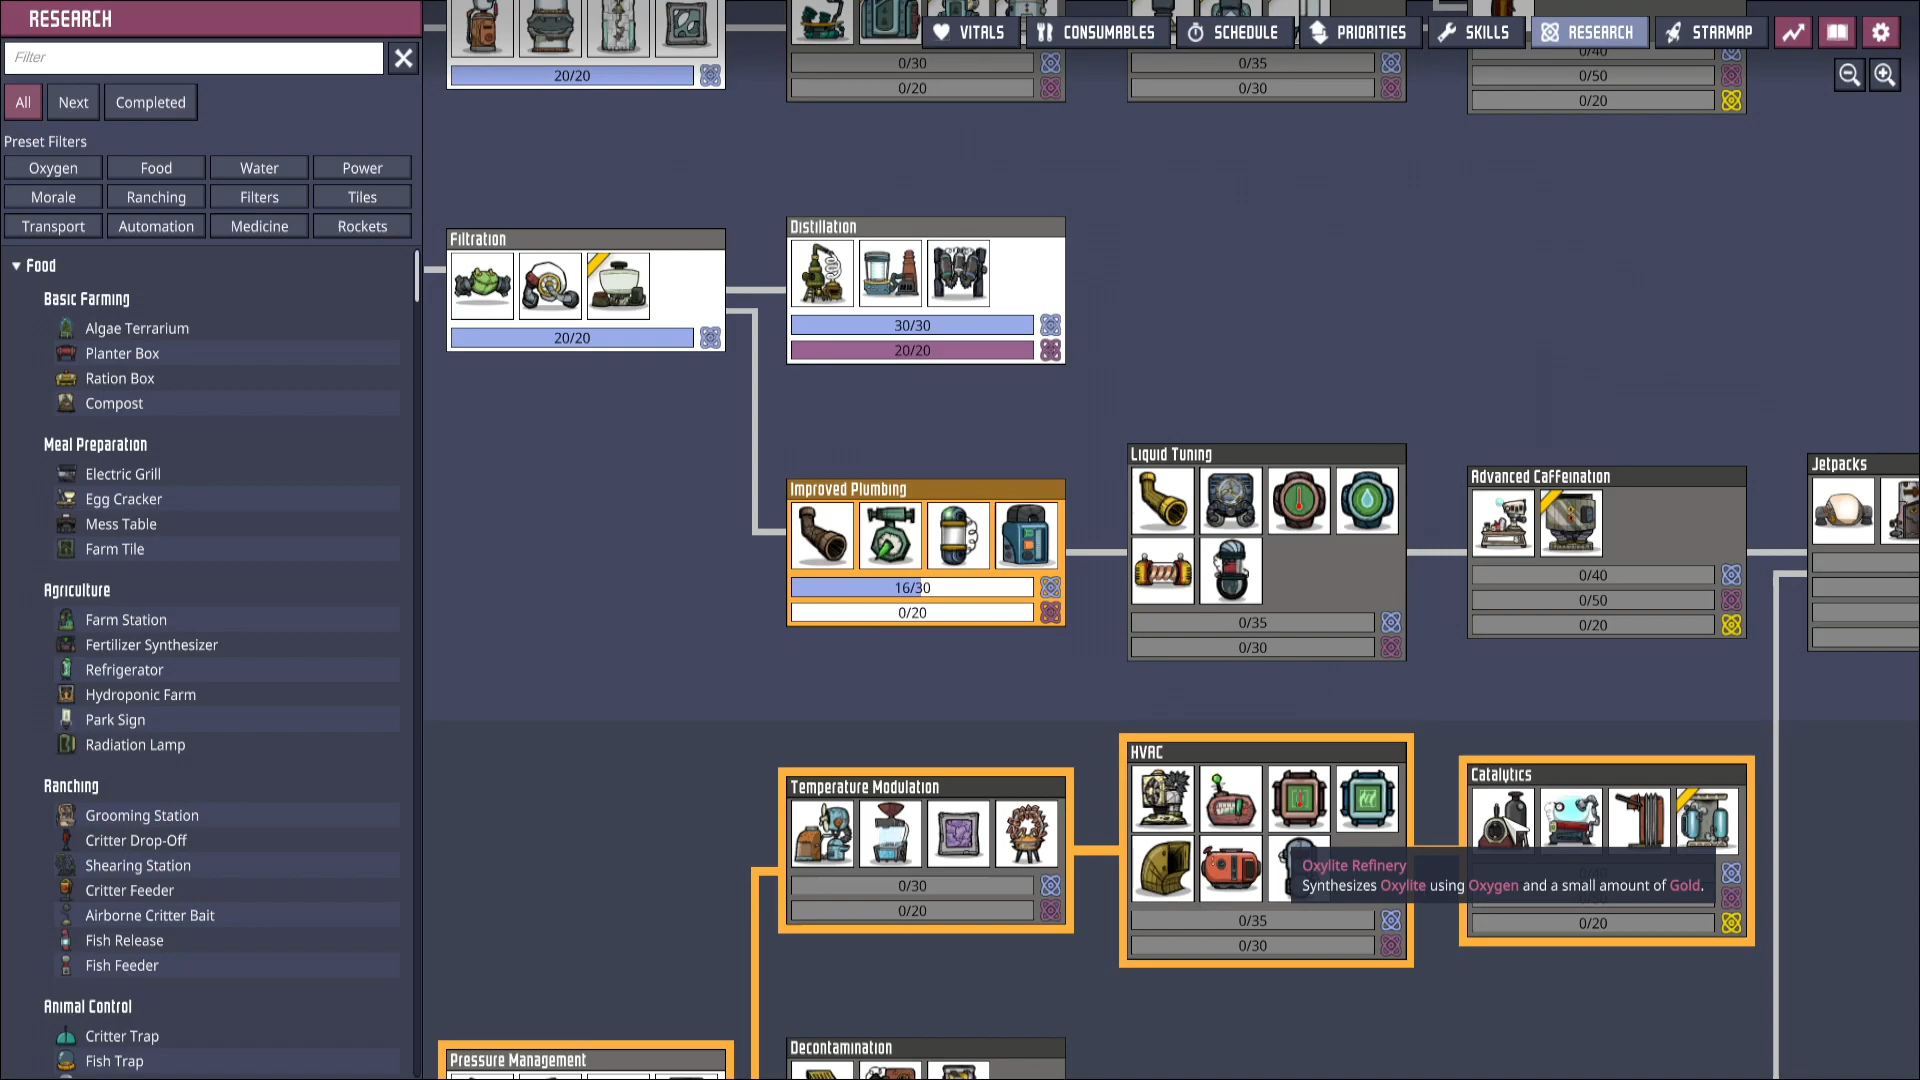 RESEARCH
Filter
All Next Completed
Preset Filters
Oxygen Food Water Power
Morale Ranching Filters Tiles
Transport Automation Medicine Rockets
Food
Basic Farming
Algae Terrarium
Planter Box
Ration Box
Compost
Meal Preparation
Electric Grill
Egg Cracker
Mess Table
Farm Tile
Agriculture
Farm Station
Fertilizer Synthesizer
Refrigerator
Hydroponic Farm
Park Sign
Radiation Lamp
Ranching
Grooming Station
Critter Drop-Off
Shearing Station
Critter Feeder
Airborne Critter Bait
Fish Release
Fish Feeder
Animal Control
Critter Trap
Fish Trap
VITALS CONSUMABLES SCHEDULE PRIORITIES SKILLS RESEARCH STARMAP
20/20
0/30
0/20
0/35
0/30
0/40
0/50
0/20
Filtration
20/20
Distillation
30/30
20/20
Improved Plumbing
16/30
0/20
Liquid Tuning
0/35
0/30
Advanced Caffeination
0/40
0/50
0/20
Jetpacks
Temperature Modulation
0/30
0/20
HVAC
0/35
0/30
Catalytics
0/20
Oxylite Refinery
Synthesizes Oxylite using Oxygen and a small amount of Gold.
Pressure Management
Decontamination